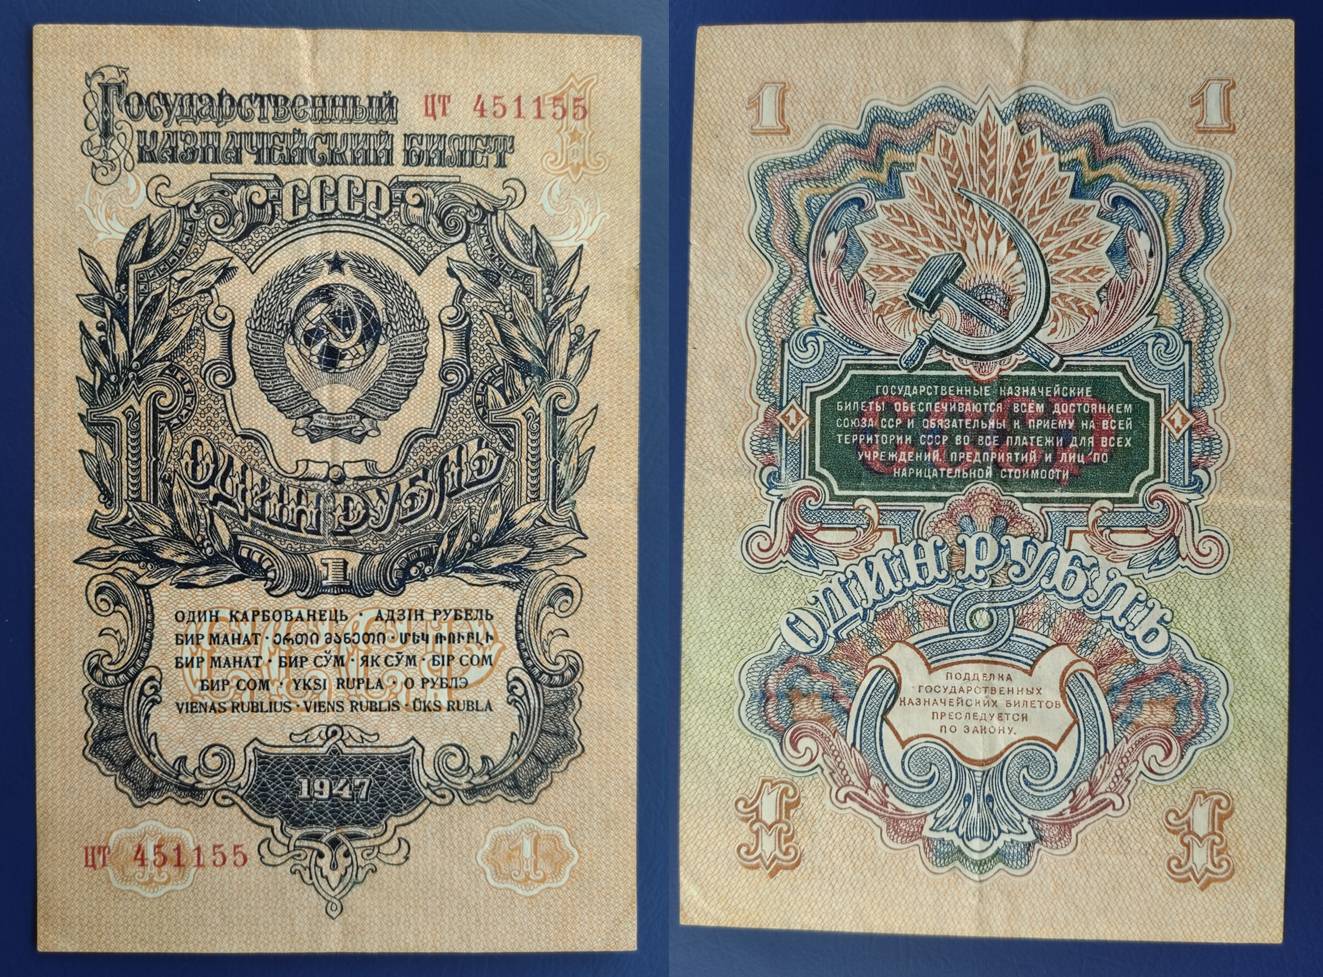 Государственный
ЦТ 451155
казначейский билет
1
СССР
1 1
ОДИН РУБЛЬ
1
ОДИН КАРБОВАНЕЦЬ · АДЗІН РУБЕЛЬ
БИР МАНАТ · ერთი მანეთი · ՄԵԿ ՌՈՒԲԼԻ
БИР МАНАТ · БИР СЎМ · ЯК СӮМ · БІР СОМ
БИР СОМ · YKSI RUPLA · О РУБЛЭ
VIENAS RUBLIUS · VIENS RUBLIS · ÜKS RUBLA
1947
ЦТ 451155
1 1
1 1
ГОСУДАРСТВЕННЫЕ КАЗНАЧЕЙСКИЕ
БИЛЕТЫ ОБЕСПЕЧИВАЮТСЯ ВСЕМ ДОСТОЯНИЕМ
СОЮЗА ССР И ОБЯЗАТЕЛЬНЫ К ПРИЕМУ НА ВСЕЙ
ТЕРРИТОРИИ СССР ВО ВСЕ ПЛАТЕЖИ ДЛЯ ВСЕХ
УЧРЕЖДЕНИЙ, ПРЕДПРИЯТИЙ И ЛИЦ ПО
НАРИЦАТЕЛЬНОЙ СТОИМОСТИ
СССР
ОДИН РУБЛЬ
ПОДДЕЛКА
ГОСУДАРСТВЕННЫХ
КАЗНАЧЕЙСКИХ БИЛЕТОВ
ПРЕСЛЕДУЕТСЯ
ПО ЗАКОНУ.
1 1